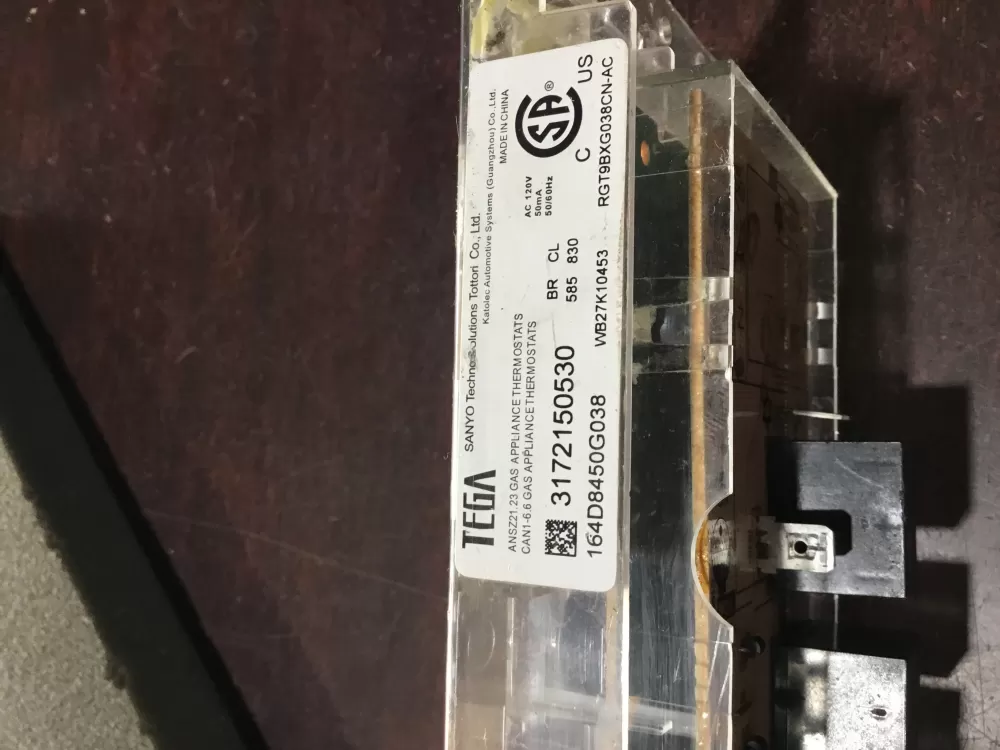 TEGA
SANYO Techno Solutions Tottori Co., Ltd.
Katolec Automotive Systems (Guangzhou) Co.,Ltd.
MADE IN CHINA
ANSZ21.23 GAS APPLIANCE THERMOSTATS
CAN1-6.6 GAS APPLIANCE THERMOSTATS
AC 120V
50mA
50/60Hz
SA ®
C US
BR CL
585 830
3172150530
164D8450G038 WB27K10453 RGT9BXG038CN-AC